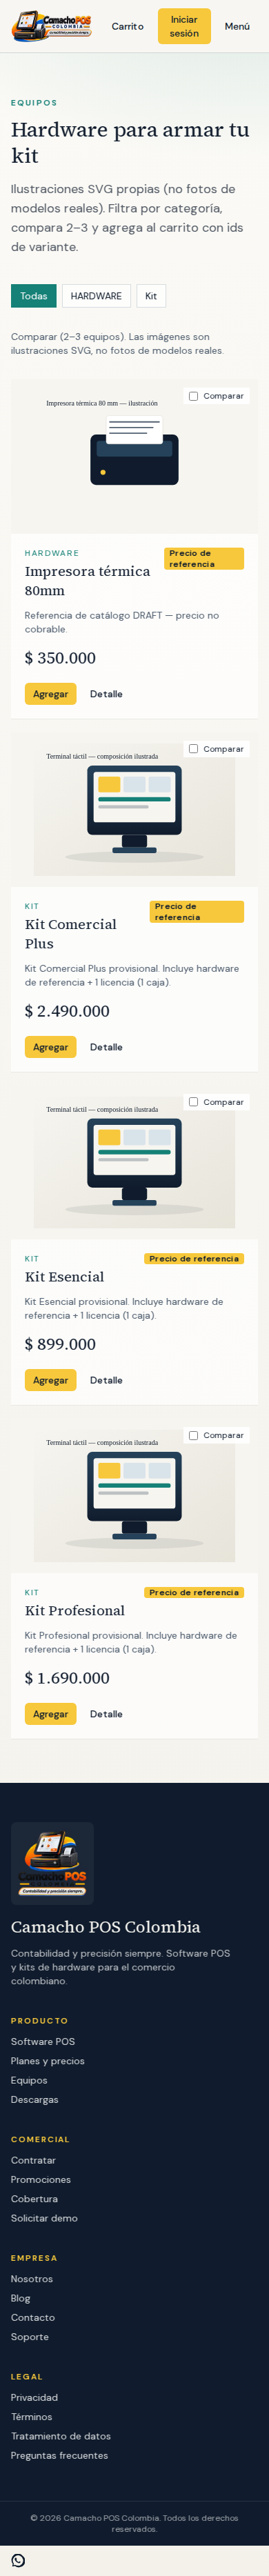 Camacho POS
Colombia
Contabilidad y precisión siempre.
Carrito
Iniciar
sesión
Menú
EQUIPOS
Hardware para armar tu
kit
Ilustraciones SVG propias (no fotos de
modelos reales). Filtra por categoría,
compara 2–3 y agrega al carrito con ids
de variante.
Todas
HARDWARE
Kit
Comparar (2–3 equipos). Las imágenes son
ilustraciones SVG, no fotos de modelos reales.
Comparar
Impresora térmica 80 mm — ilustración
HARDWARE
Precio de
referencia
Impresora térmica
80mm
Referencia de catálogo DRAFT — precio no
cobrable.
$ 350.000
Agregar
Detalle
Comparar
Terminal táctil — composición ilustrada
KIT
Precio de
referencia
Kit Comercial
Plus
Kit Comercial Plus provisional. Incluye hardware
de referencia + 1 licencia (1 caja).
$ 2.490.000
Agregar
Detalle
Comparar
Terminal táctil — composición ilustrada
KIT
Precio de referencia
Kit Esencial
Kit Esencial provisional. Incluye hardware de
referencia + 1 licencia (1 caja).
$ 899.000
Agregar
Detalle
Comparar
Terminal táctil — composición ilustrada
KIT
Precio de referencia
Kit Profesional
Kit Profesional provisional. Incluye hardware de
referencia + 1 licencia (1 caja).
$ 1.690.000
Agregar
Detalle
Camacho POS
COLOMBIA
Contabilidad y precisión siempre.
Camacho POS Colombia
Contabilidad y precisión siempre. Software POS
y kits de hardware para el comercio
colombiano.
PRODUCTO
Software POS
Planes y precios
Equipos
Descargas
COMERCIAL
Contratar
Promociones
Cobertura
Solicitar demo
EMPRESA
Nosotros
Blog
Contacto
Soporte
LEGAL
Privacidad
Términos
Tratamiento de datos
Preguntas frecuentes
© 2026 Camacho POS Colombia. Todos los derechos
reservados.